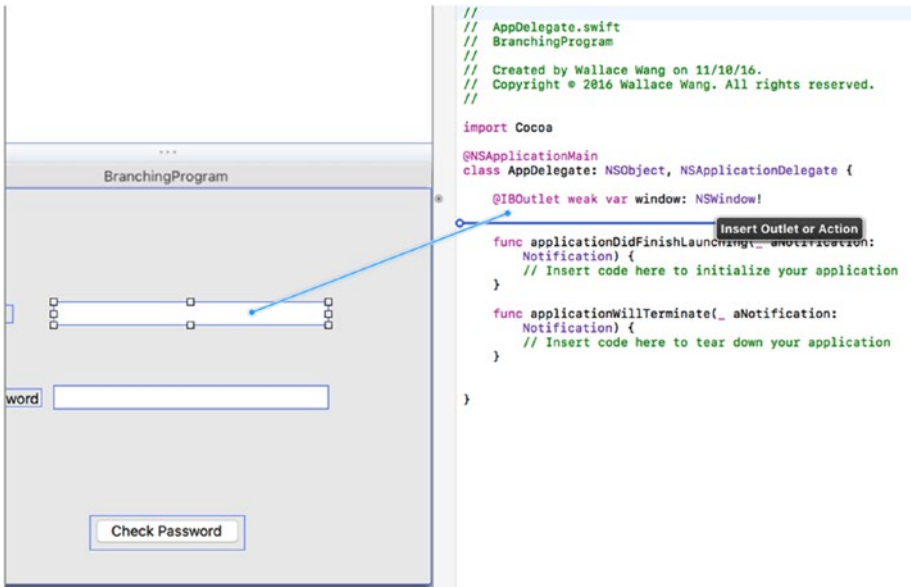 //
//  AppDelegate.swift
//  BranchingProgram
//
//  Created by Wallace Wang on 11/10/16.
//  Copyright © 2016 Wallace Wang. All rights reserved.
//
import Cocoa
@NSApplicationMain
class AppDelegate: NSObject, NSApplicationDelegate {
@IBOutlet weak var window: NSWindow!
Insert Outlet or Action
func applicationDidFinishLaunching(_ aNotification:
Notification) {
// Insert code here to initialize your application
}
func applicationWillTerminate(_ aNotification:
Notification) {
// Insert code here to tear down your application
}
}
BranchingProgram
word
Check Password